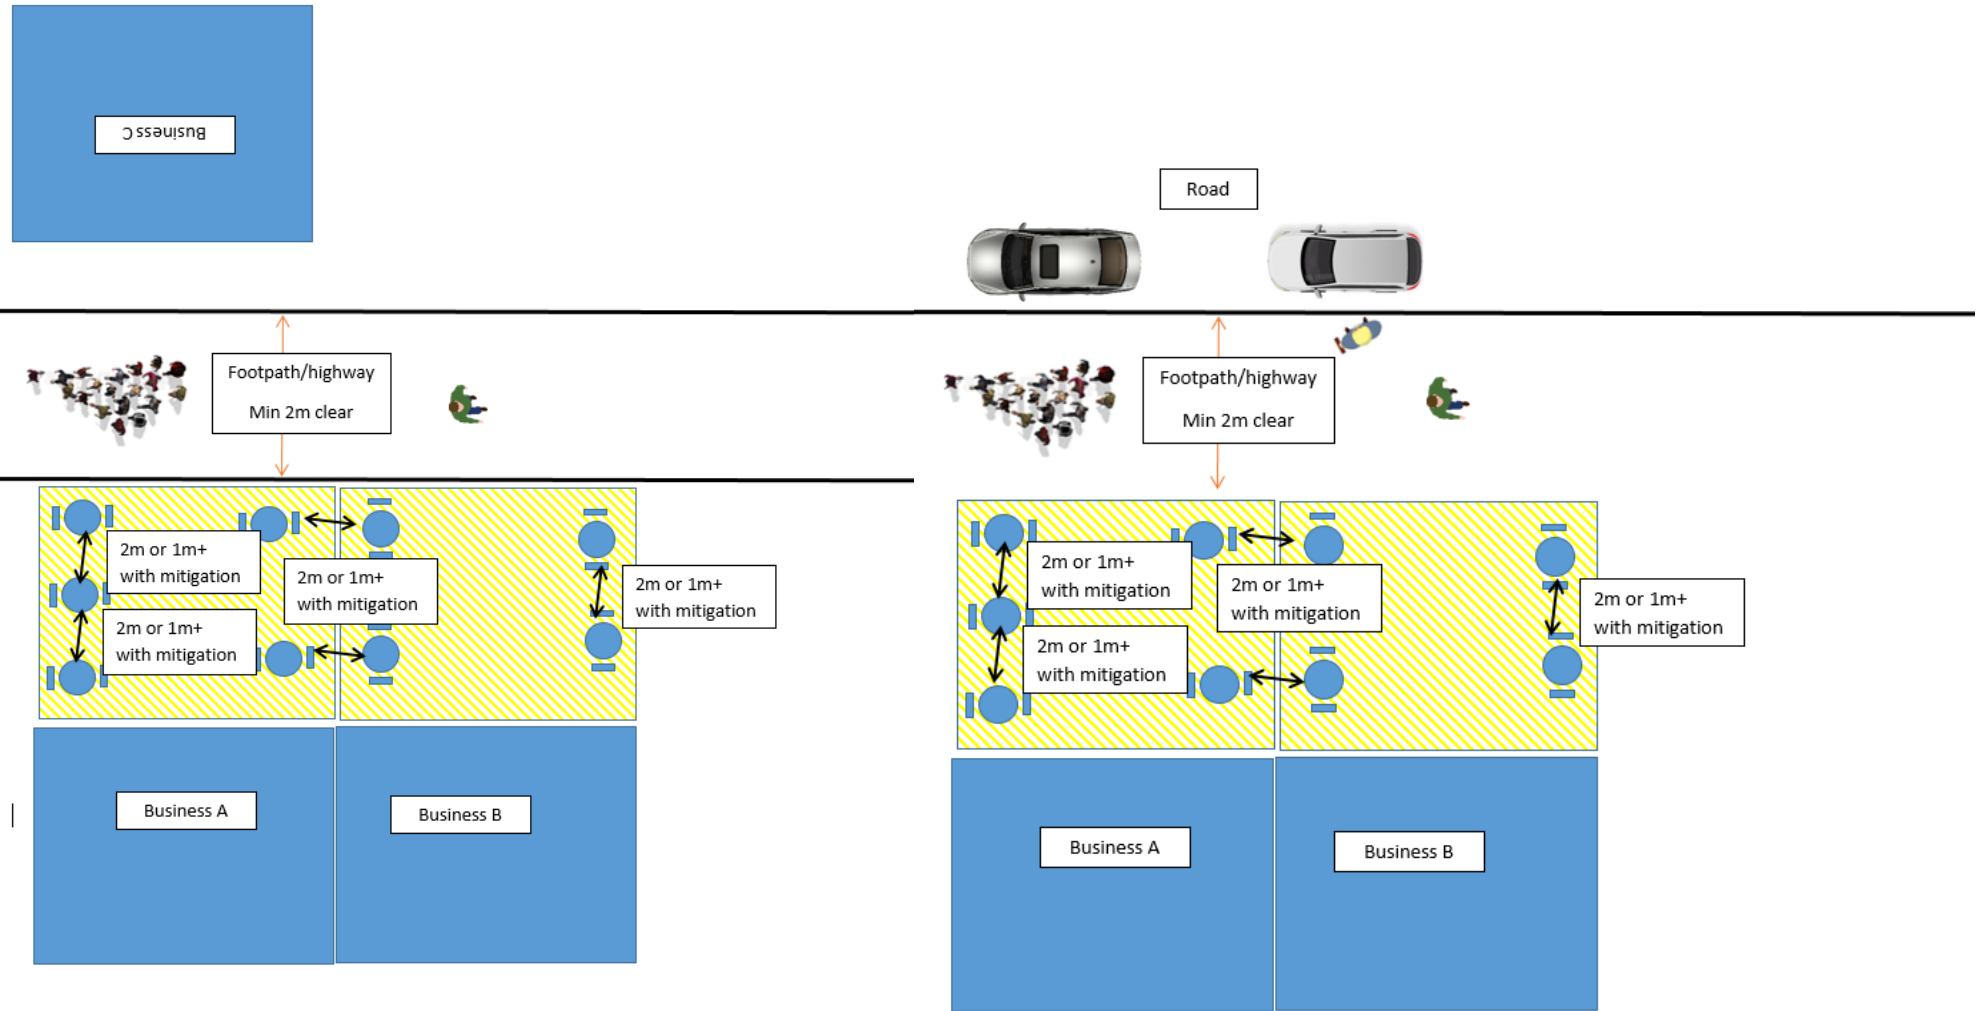 Business C
Footpath/highway
Min 2m clear
2m or 1m+
with mitigation
2m or 1m+
with mitigation
2m or 1m+
with mitigation
2m or 1m+
with mitigation
Business A
Business B
Road
Footpath/highway
Min 2m clear
2m or 1m+
with mitigation
2m or 1m+
with mitigation
2m or 1m+
with mitigation
2m or 1m+
with mitigation
Business A
Business B